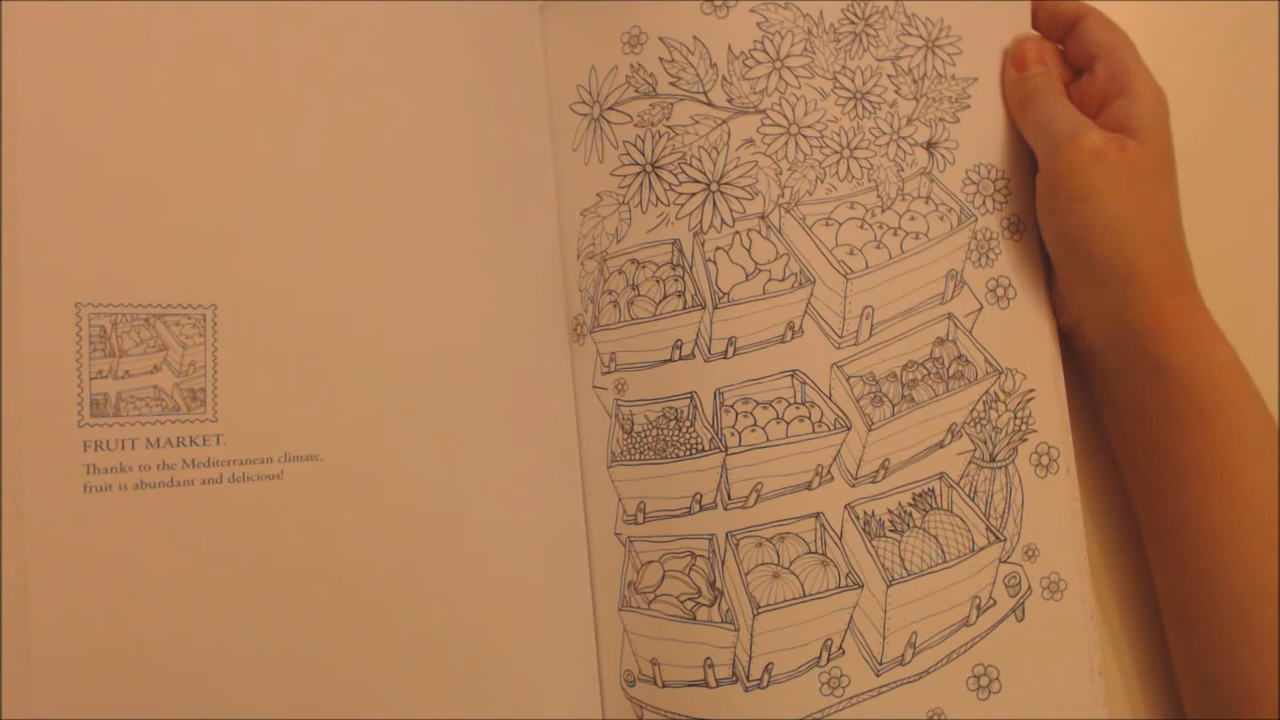 FRUIT MARKET.
Thanks to the Mediterranean climate,
fruit is abundant and delicious!